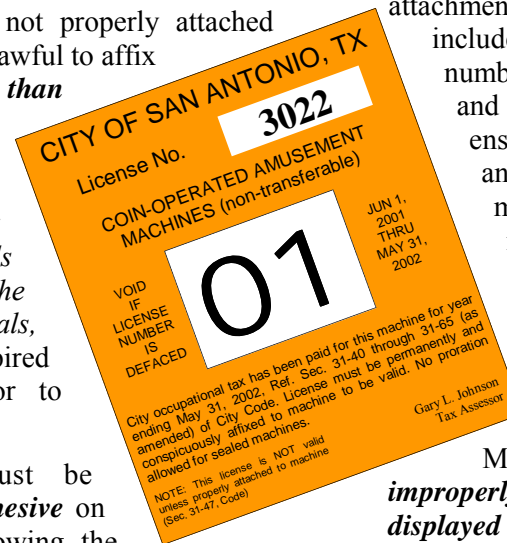 not properly attached
awful to affix
than
s
he
als,
pired
or to
ust be
hesive on
owing the
CITY OF SAN ANTONIO, TX
License No. 3022
COIN-OPERATED AMUSEMENT
MACHINES (non-transferable)
VOID
IF
LICENSE
NUMBER
IS
DEFACED
01
JUN 1,
2001
THRU
MAY 31,
2002
City occupational tax has been paid for this machine for year
ending May 31, 2002, Ref. Sec. 31-40 through 31-65 (as
amended) of City Code. License must be permanently and
conspicuously affixed to machine to be valid. No proration
allowed for sealed machines.
NOTE: This license is NOT valid
unless properly attached to machine
(Sec. 31-47, Code)
Gary L. Johnson
Tax Assessor
attachment
include
number
and
ens
an
m
M
improperly
displayed